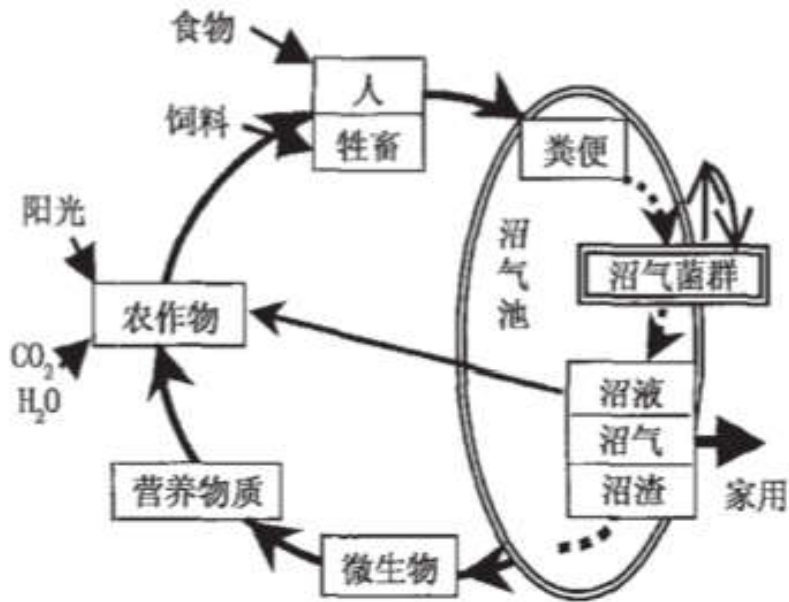 食物
人
饲料
牲畜
粪便
阳光
沼气池
沼气菌群
农作物
CO₂
H₂O
沼液
沼气
沼渣
家用
营养物质
微生物